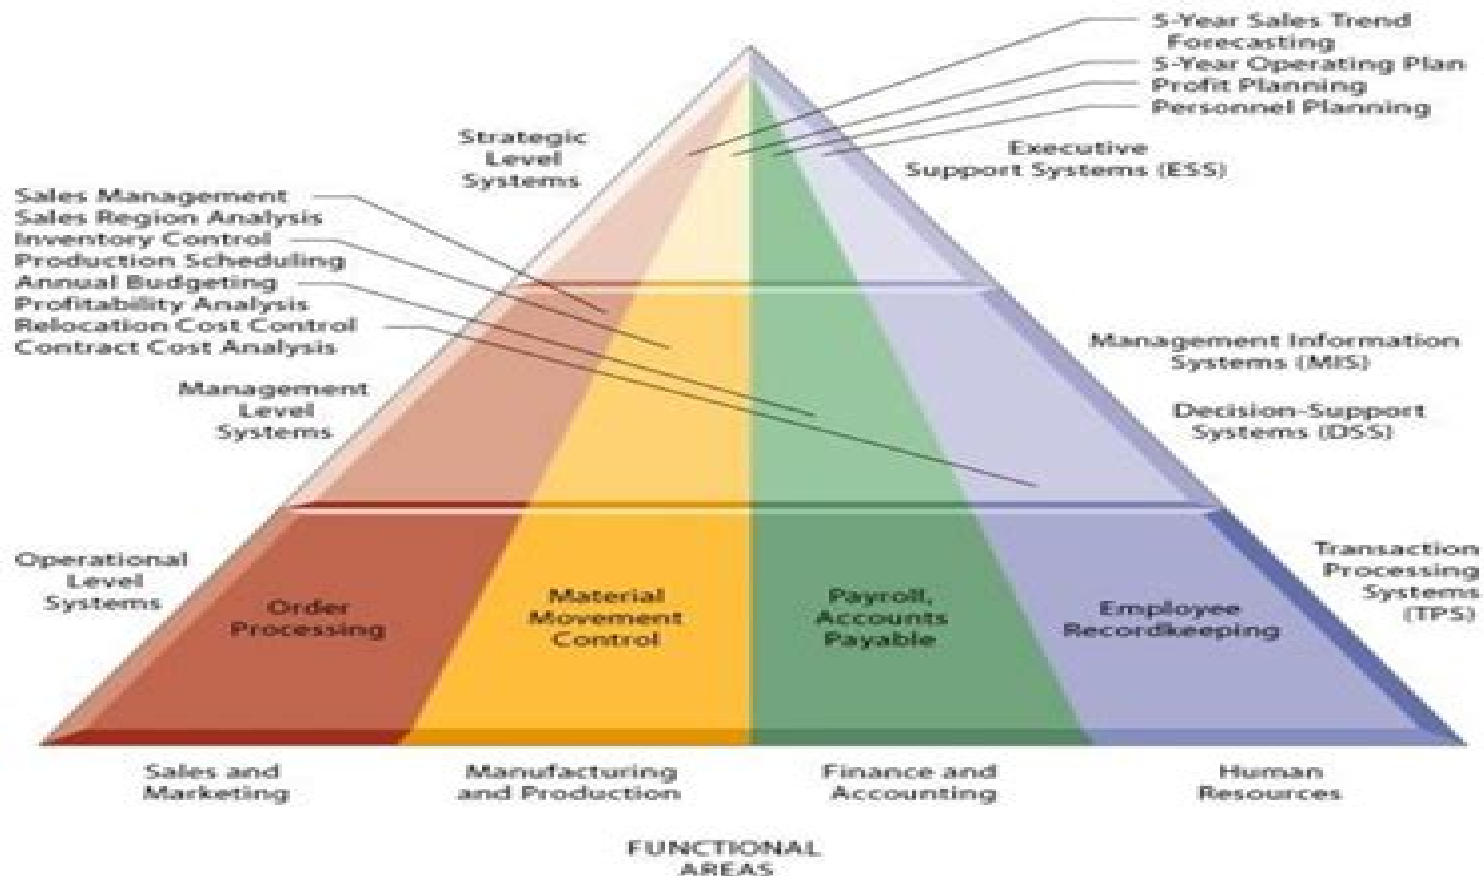 5-Year Sales Trend
Forecasting
5-Year Operating Plan
Profit Planning
Personnel Planning
Strategic
Level
Systems
Executive
Support Systems (ESS)
Sales Management
Sales Region Analysis
Inventory Control
Production Scheduling
Annual Budgeting
Profitability Analysis
Relocation Cost Control
Contract Cost Analysis
Management
Level
Systems
Management Information
Systems (MIS)
Decision-Support
Systems (DSS)
Operational
Level
Systems
Order
Processing
Material
Movement
Control
Payroll,
Accounts
Payable
Employee
Recordkeeping
Transaction
Processing
Systems
(TPS)
Sales and
Marketing
Manufacturing
and Production
Finance and
Accounting
Human
Resources
FUNCTIONAL
AREAS